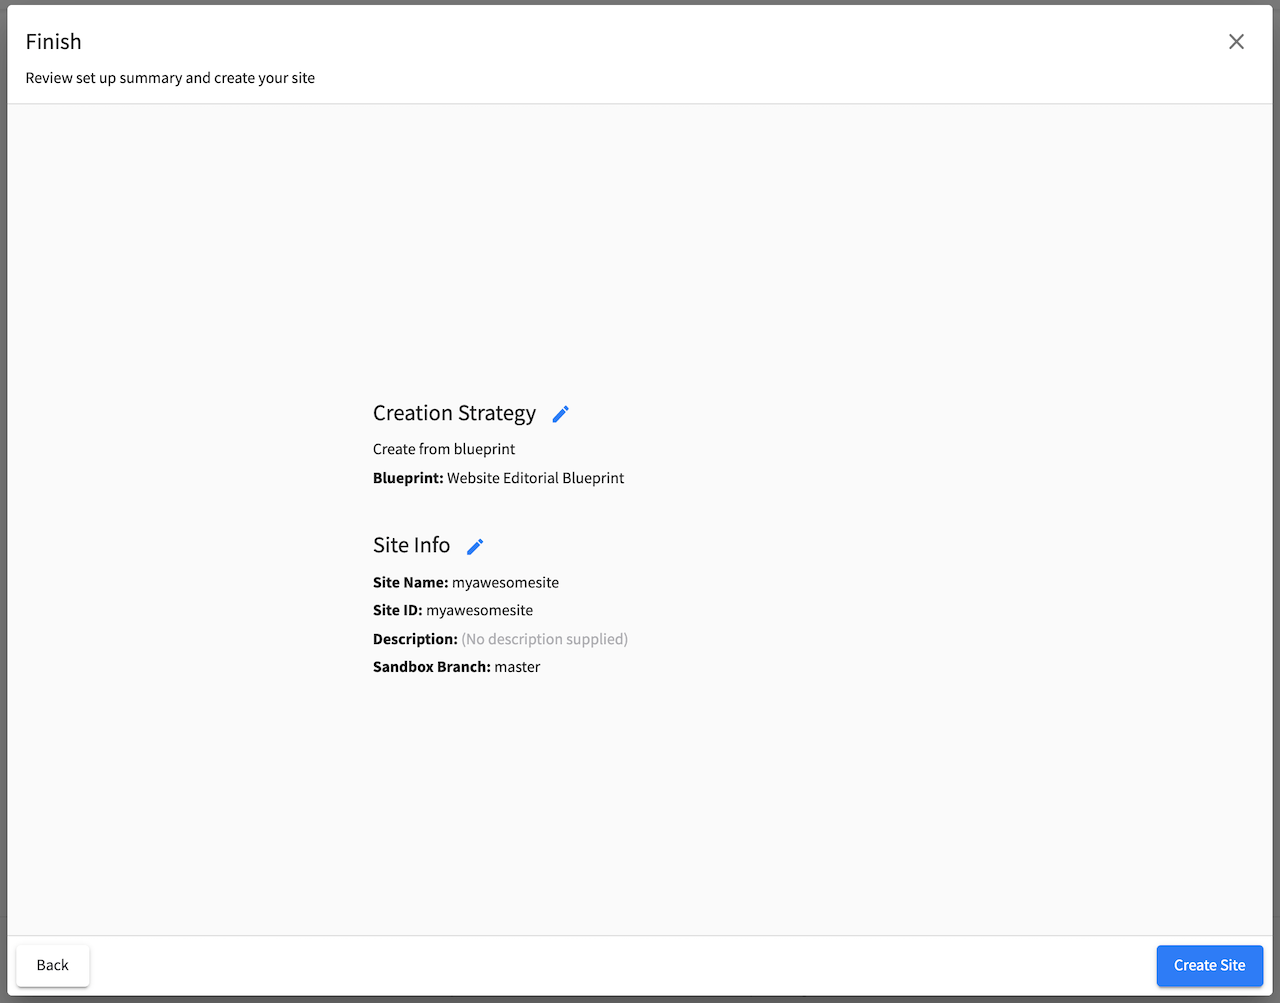 Finish
Review set up summary and create your site
Creation Strategy
Create from blueprint
Blueprint: Website Editorial Blueprint
Site Info
Site Name: myawesomesite
Site ID: myawesomesite
Description: (No description supplied)
Sandbox Branch: master
Back
Create Site